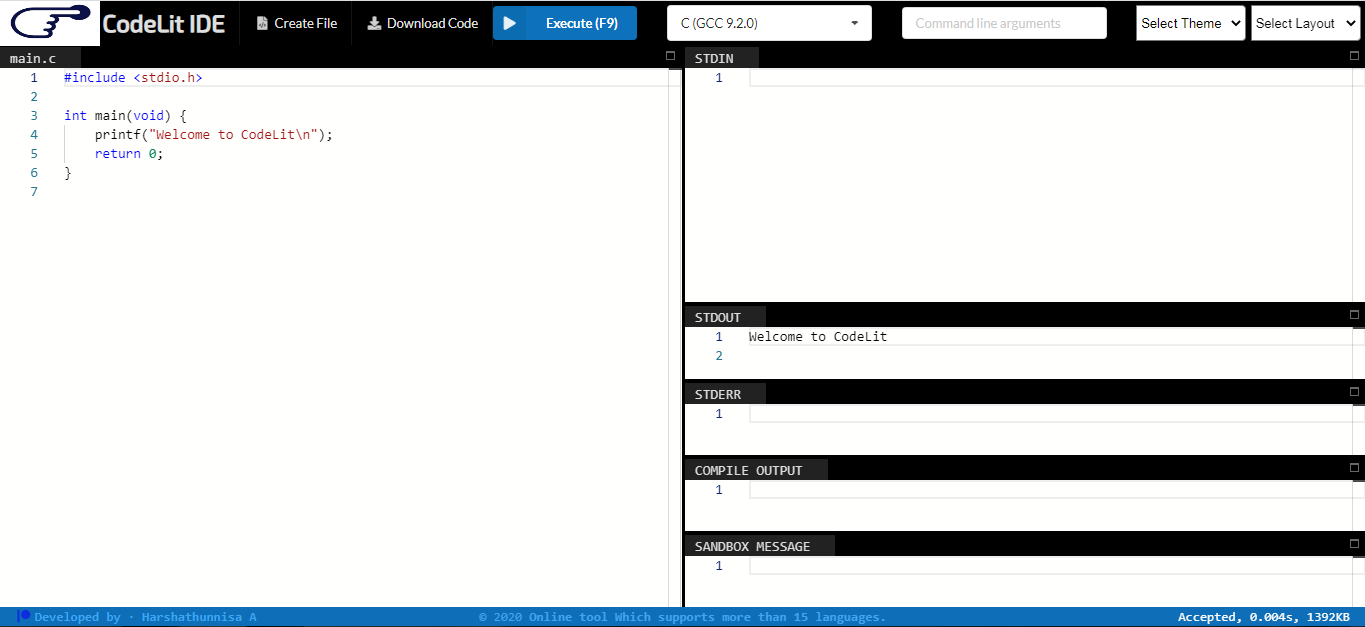 CodeLit IDE Create File Download Code Execute (F9) C (GCC 9.2.0) Command line arguments Select Theme Select Layout
main.c
1 #include <stdio.h>
2
3 int main(void) {
4 printf("Welcome to CodeLit\n");
5 return 0;
6 }
7
STDIN
1
STDOUT
1 Welcome to CodeLit
2
STDERR
1
COMPILE OUTPUT
1
SANDBOX MESSAGE
1
Developed by · Harshathunnisa A © 2020 Online tool Which supports more than 15 languages. Accepted, 0.004s, 1392KB